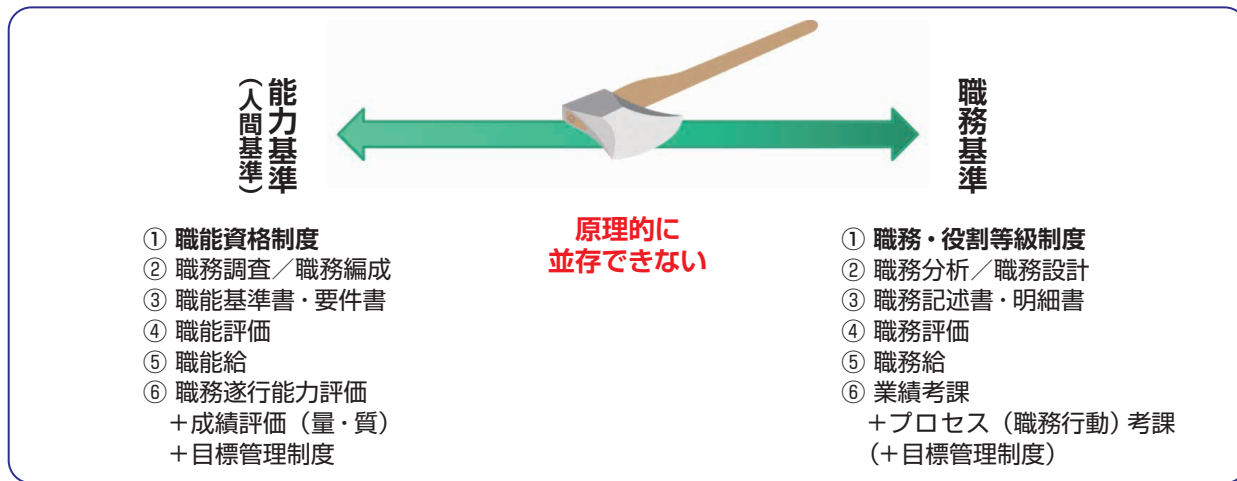 能力基準
（人間基準）
職務基準
原理的に
並存できない
① 職能資格制度
② 職務調査／職務編成
③ 職能基準書・要件書
④ 職能評価
⑤ 職能給
⑥ 職務遂行能力評価
＋成績評価（量・質）
＋目標管理制度
① 職務・役割等級制度
② 職務分析／職務設計
③ 職務記述書・明細書
④ 職務評価
⑤ 職務給
⑥ 業績考課
＋プロセス（職務行動）考課
（＋目標管理制度）